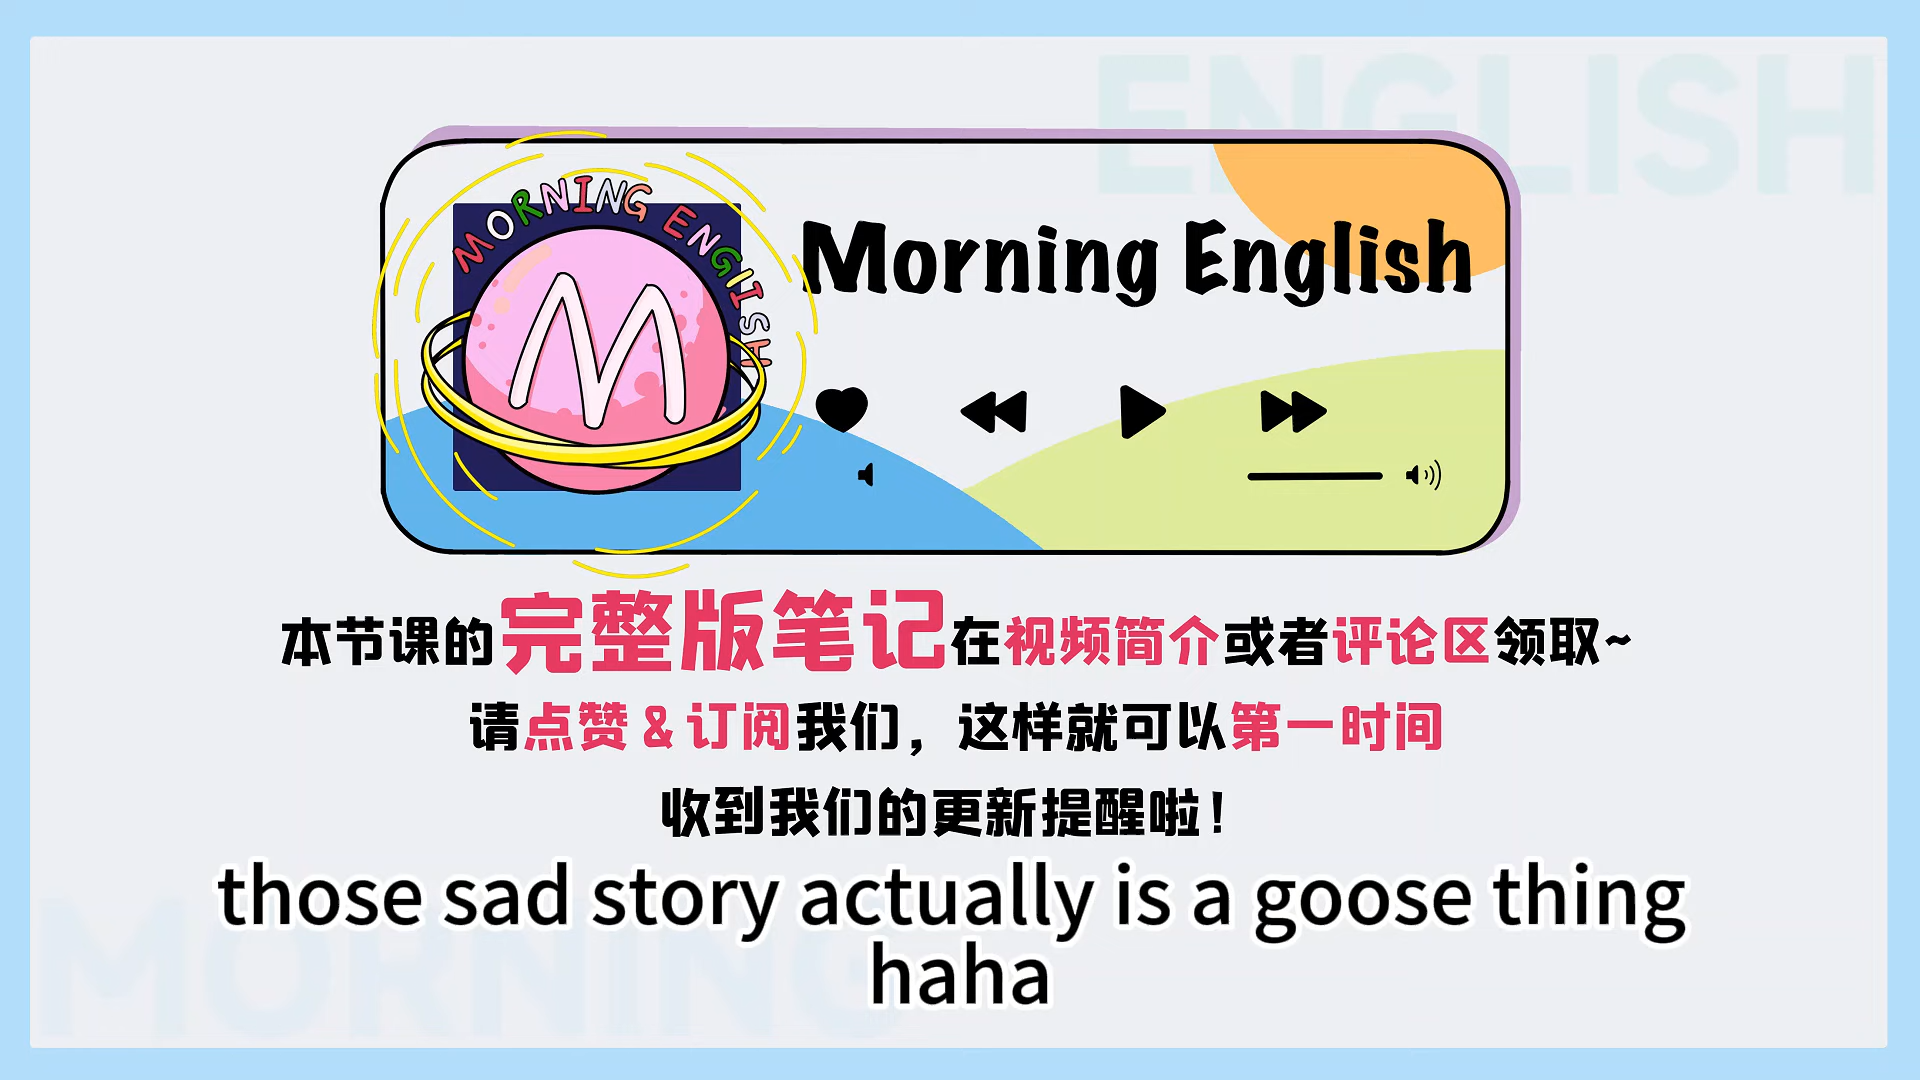 ENGLISH
MORNING ENGLISH
M
Morning English
本节课的完整版笔记在视频简介或者评论区领取~
请点赞&订阅我们，这样就可以第一时间
收到我们的更新提醒啦！
those sad story actually is a goose thing
haha
MORNING